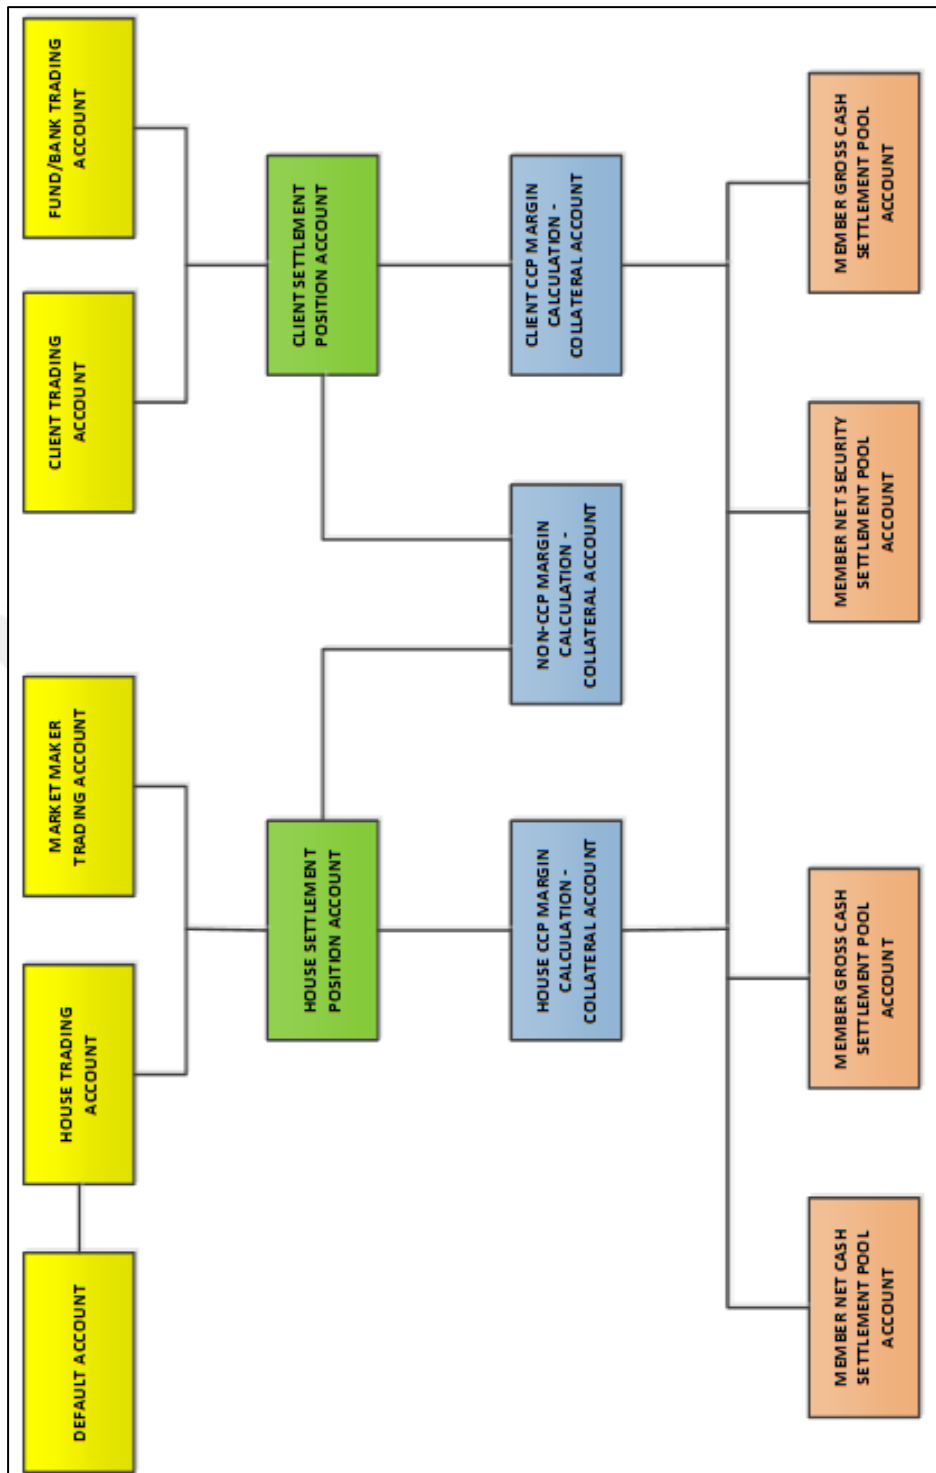 DEFAULT ACCOUNT
HOUSE TRADING
ACCOUNT
MARKET MAKER
TRADING ACCOUNT
CLIENT TRADING
ACCOUNT
FUND/BANK TRADING
ACCOUNT
HOUSE SETTLEMENT
POSITION ACCOUNT
CLIENT SETTLEMENT
POSITION ACCOUNT
HOUSE CCP MARGIN
CALCULATION -
COLLATERAL ACCOUNT
NON-CCP MARGIN
CALCULATION -
COLLATERAL ACCOUNT
CLIENT CCP MARGIN
CALCULATION -
COLLATERAL ACCOUNT
MEMBER NET CASH
SETTLEMENT POOL
ACCOUNT
MEMBER GROSS CASH
SETTLEMENT POOL
ACCOUNT
MEMBER NET SECURITY
SETTLEMENT POOL
ACCOUNT
MEMBER GROSS CASH
SETTLEMENT POOL
ACCOUNT